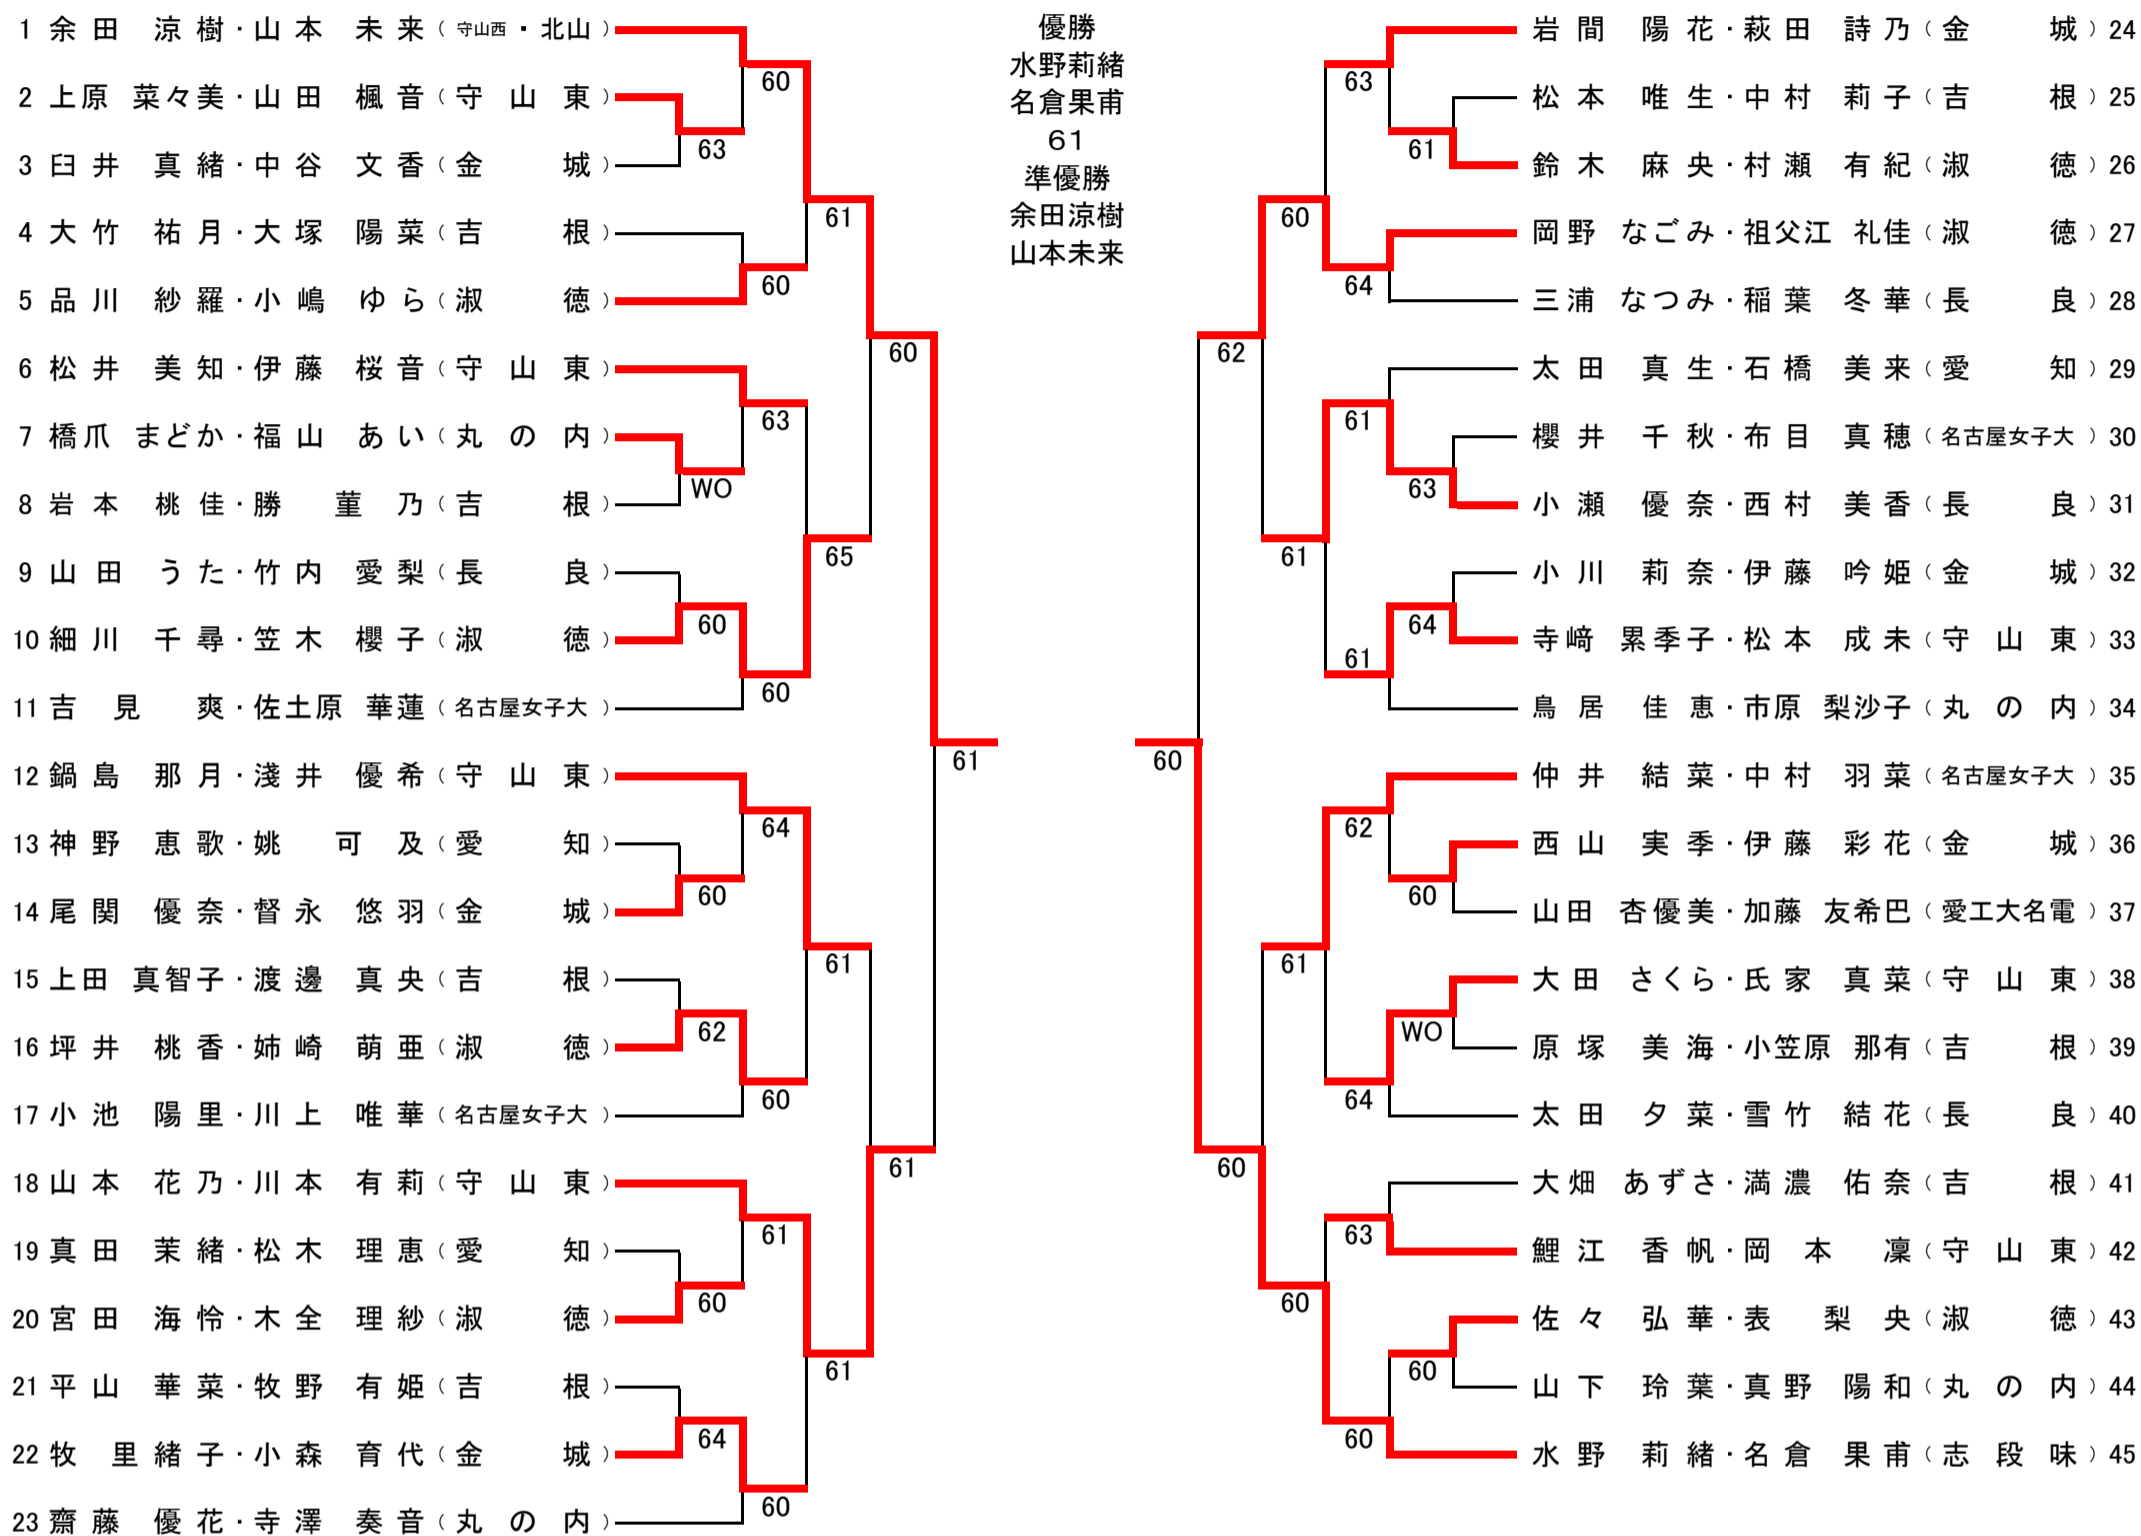 1 余田 涼樹・山本 未来（守山西・北山）
2 上原 菜々美・山田 楓音（守山東）
3 臼井 真緒・中谷 文香（金城）
4 大竹 祐月・大塚 陽菜（吉根）
5 品川 紗羅・小嶋 ゆら（淑徳）
6 松井 美知・伊藤 桜音（守山東）
7 橋爪 まどか・福山 あい（丸の内）
8 岩本 桃佳・勝 菫乃（吉根）
9 山田 うた・竹内 愛梨（長良）
10 細川 千尋・笠木 櫻子（淑徳）
11 吉見 爽・佐土原 華蓮（名古屋女子大）
12 鍋島 那月・淺井 優希（守山東）
13 神野 恵歌・姚 可及（愛知）
14 尾関 優奈・督永 悠羽（金城）
15 上田 真智子・渡邊 真央（吉根）
16 坪井 桃香・姉崎 萌亜（淑徳）
17 小池 陽里・川上 唯華（名古屋女子大）
18 山本 花乃・川本 有莉（守山東）
19 真田 茉緒・松木 理恵（愛知）
20 宮田 海怜・木全 理紗（淑徳）
21 平山 華菜・牧野 有姫（吉根）
22 牧 里緒子・小森 育代（金城）
23 齋藤 優花・寺澤 奏音（丸の内）
60
63
61
60
60
63
WO
65
60
60
61
64
60
61
62
60
61
61
60
61
64
60
優勝
水野莉緒
名倉果甫
61
準優勝
余田涼樹
山本未来
63
61
60
64
62
61
63
61
64
61
60
62
60
61
WO
64
60
63
60
60
60
岩間 陽花・萩田 詩乃（金城）24
松本 唯生・中村 莉子（吉根）25
鈴木 麻央・村瀬 有紀（淑徳）26
岡野 なごみ・祖父江 礼佳（淑徳）27
三浦 なつみ・稲葉 冬華（長良）28
太田 真生・石橋 美来（愛知）29
櫻井 千秋・布目 真穂（名古屋女子大）30
小瀬 優奈・西村 美香（長良）31
小川 莉奈・伊藤 吟姫（金城）32
寺﨑 累季子・松本 成未（守山東）33
鳥居 佳恵・市原 梨沙子（丸の内）34
仲井 結菜・中村 羽菜（名古屋女子大）35
西山 実季・伊藤 彩花（金城）36
山田 杏優美・加藤 友希巴（愛工大名電）37
大田 さくら・氏家 真菜（守山東）38
原塚 美海・小笠原 那有（吉根）39
太田 夕菜・雪竹 結花（長良）40
大畑 あずさ・満濃 佑奈（吉根）41
鯉江 香帆・岡本 凜（守山東）42
佐々 弘華・表 梨央（淑徳）43
山下 玲葉・真野 陽和（丸の内）44
水野 莉緒・名倉 果甫（志段味）45